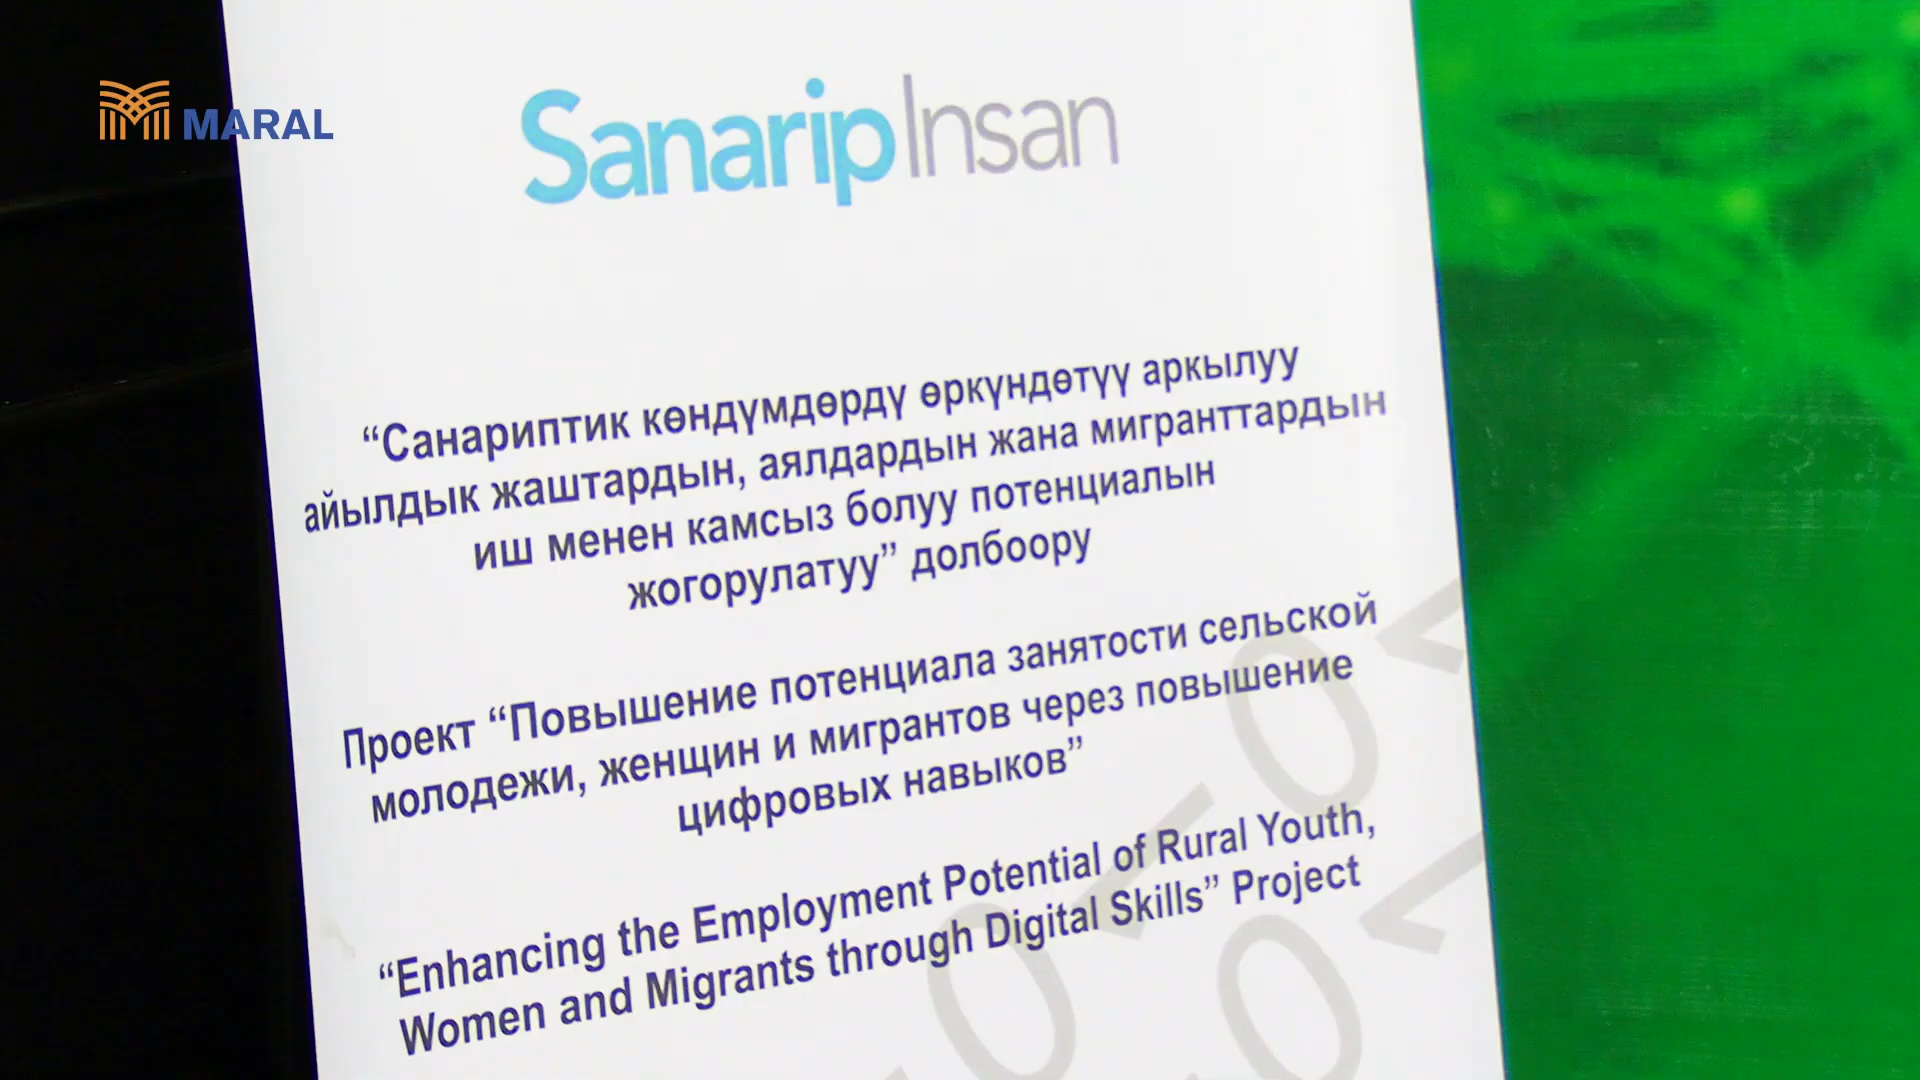 MARAL
SanaripInsan
“Санариптик көндүмдөрдү өркүндөтүү аркылуу
айылдык жаштардын, аялдардын жана мигранттардын
иш менен камсыз болуу потенциалын
жогорулатуу” долбоору
Проект “Повышение потенциала занятости сельской
молодежи, женщин и мигрантов через повышение
цифровых навыков”
“Enhancing the Employment Potential of Rural Youth,
Women and Migrants through Digital Skills” Project